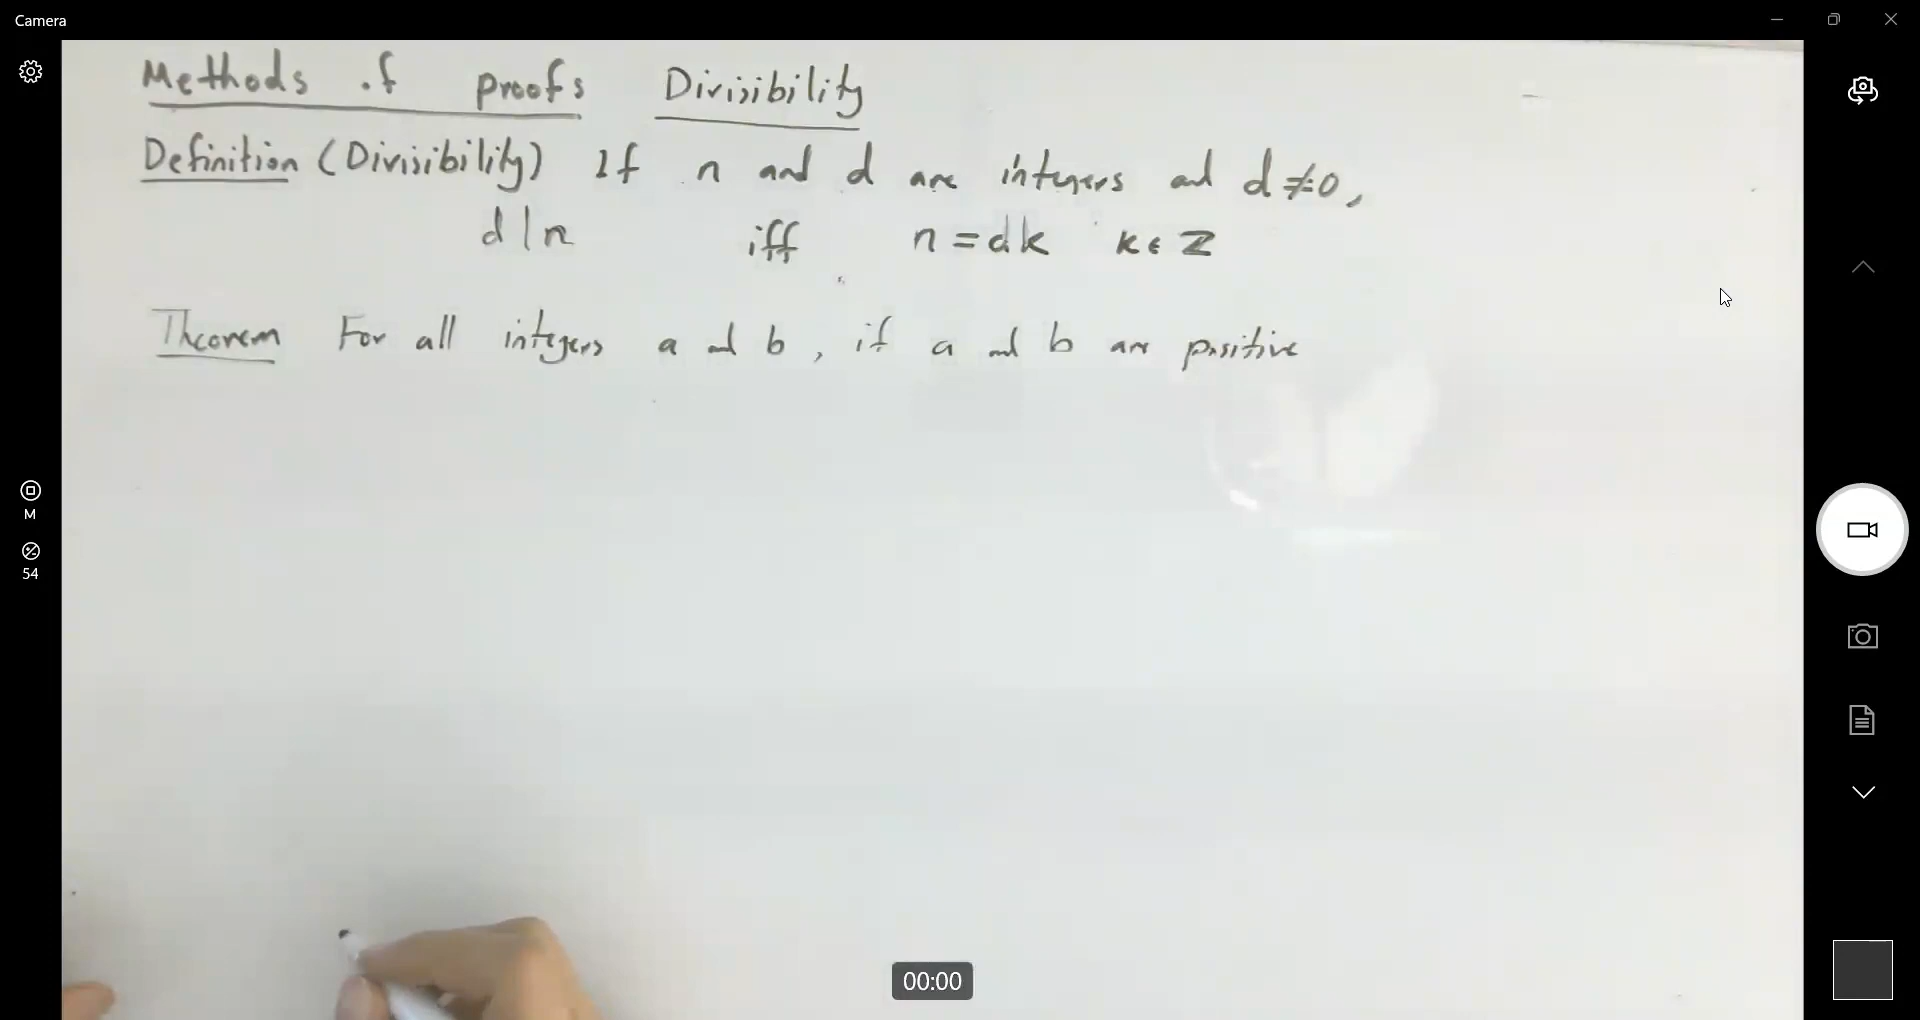 Camera
Methods of proofs Divisibility
Definition (Divisibility) If n and d are integers and d≠0,
d|n iff n=dk k∈ℤ
Theorem For all integers a and b, if a and b are positive
M
54
00:00